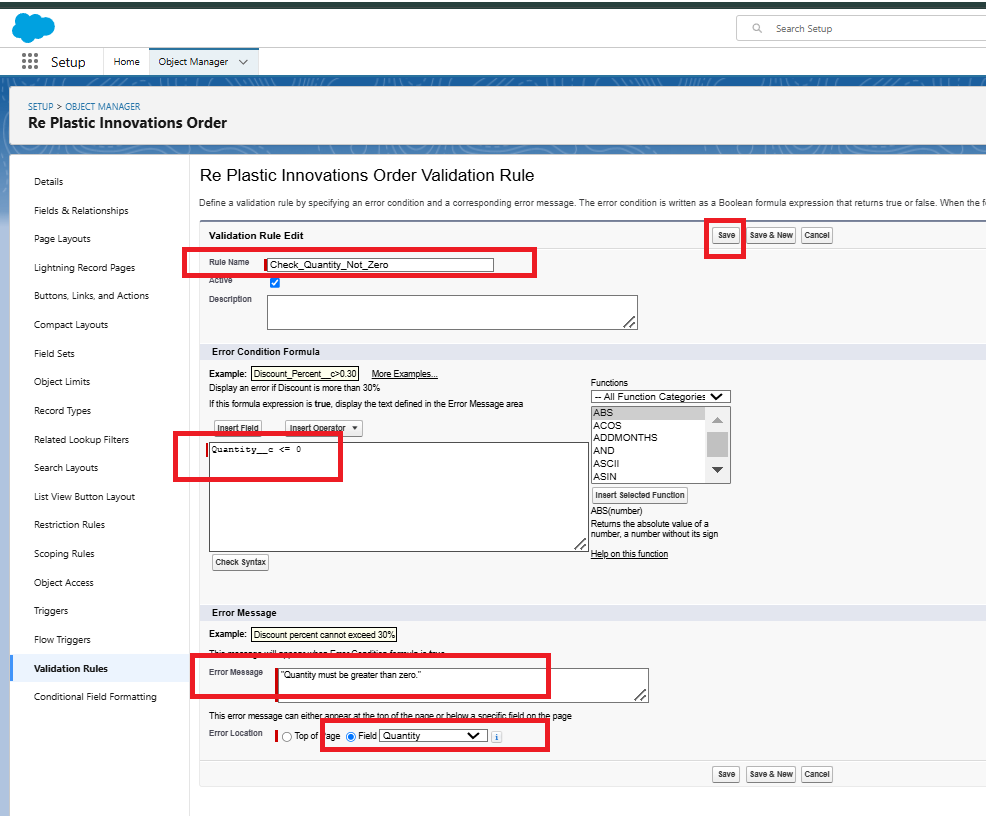 Search Setup
Setup
Home
Object Manager
SETUP > OBJECT MANAGER
Re Plastic Innovations Order
Details
Fields & Relationships
Page Layouts
Lightning Record Pages
Buttons, Links, and Actions
Compact Layouts
Field Sets
Object Limits
Record Types
Related Lookup Filters
Search Layouts
List View Button Layout
Restriction Rules
Scoping Rules
Object Access
Triggers
Flow Triggers
Validation Rules
Conditional Field Formatting
Re Plastic Innovations Order Validation Rule
Define a validation rule by specifying an error condition and a corresponding error message. The error condition is written as a Boolean formula expression that returns true or false. When the
Validation Rule Edit
Save Save & New Cancel
Rule Name Check_Quantity_Not_Zero
Active
Description
Error Condition Formula
Example: Discount_Percent__c>0.30 More Examples...
Display an error if Discount is more than 30%
If this formula expression is true, display the text defined in the Error Message area
Insert Field Insert Operator
Quantity__c <= 0
Check Syntax
Functions
-- All Function Categories
ABS
ACOS
ADDMONTHS
AND
ASCII
ASIN
Insert Selected Function
ABS(number)
Returns the absolute value of a
number, a number without its sign
Help on this function
Error Message
Example: Discount percent cannot exceed 30%
This message will appear when Error Condition formula is true
Error Message "Quantity must be greater than zero."
This error message can either appear at the top of the page or below a specific field on the page
Error Location Top of Page Field Quantity i
Save Save & New Cancel